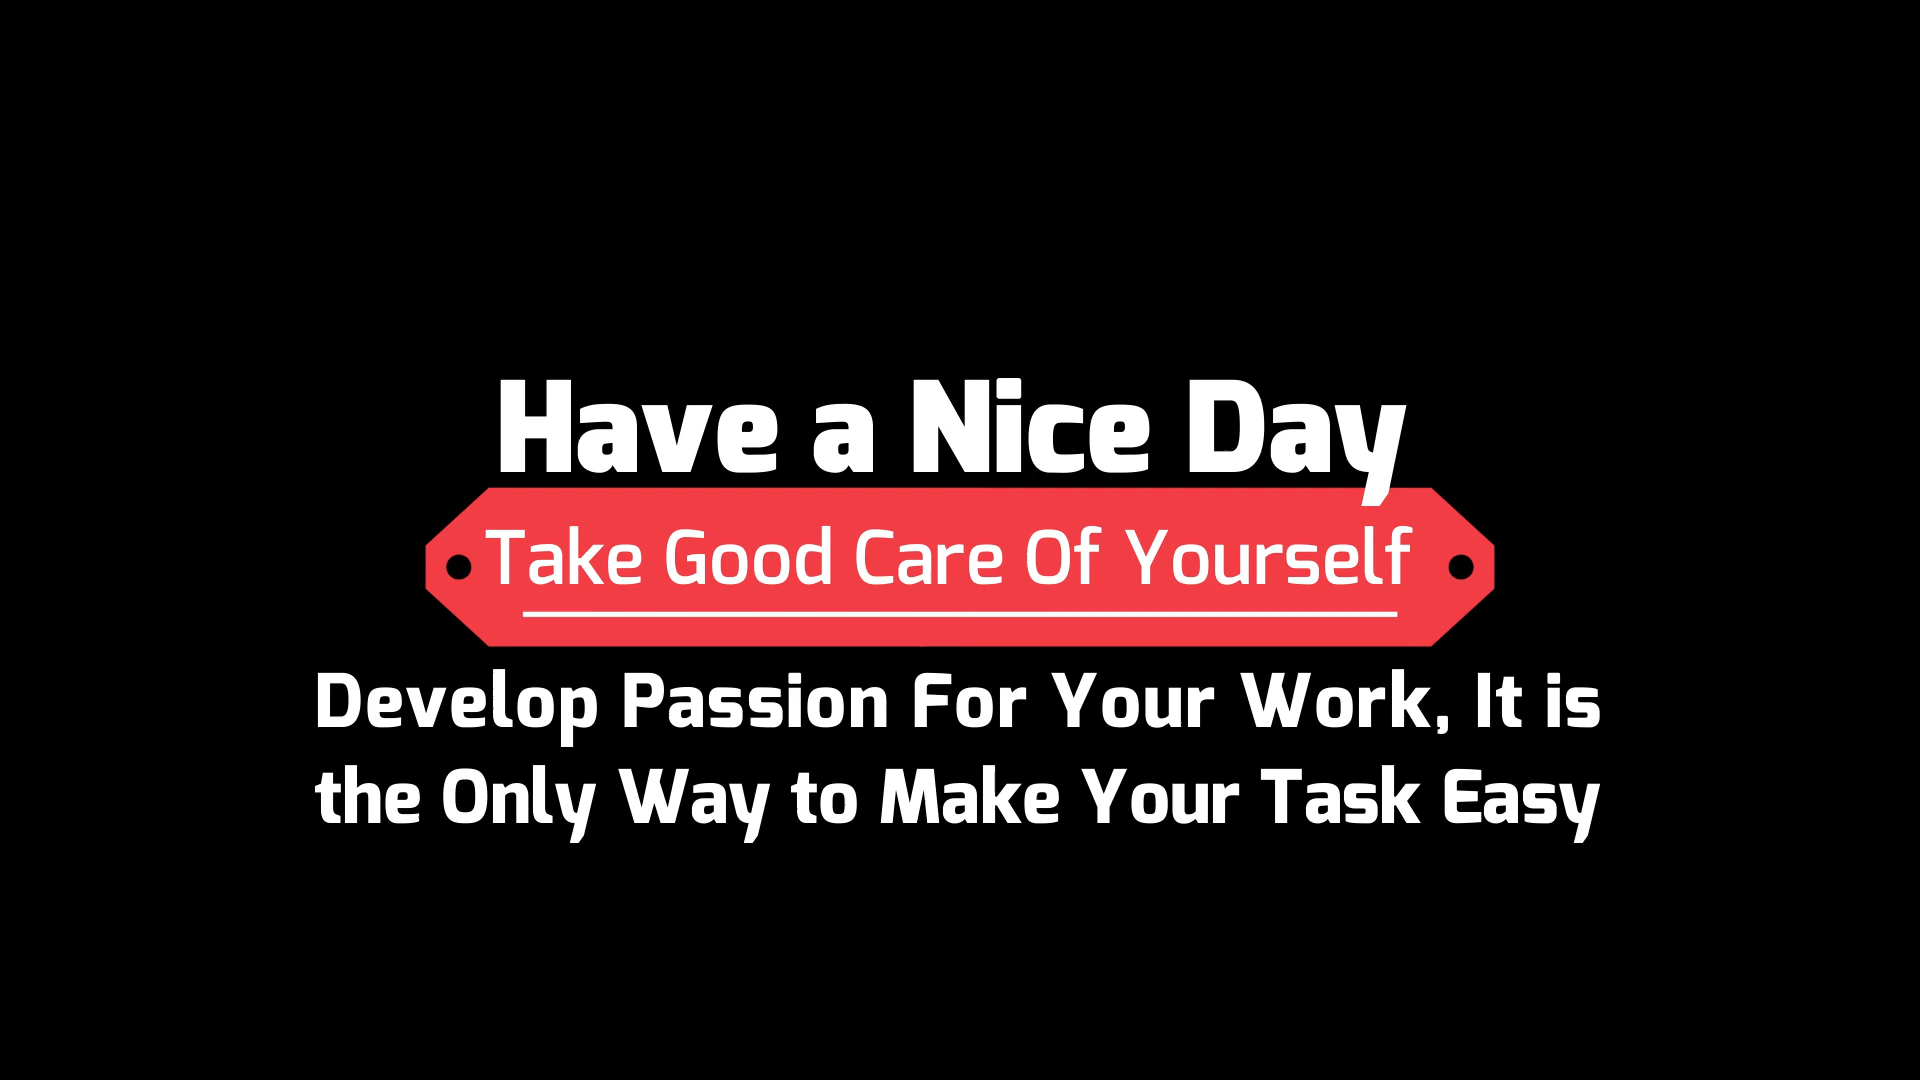 Have a Nice Day
Take Good Care Of Yourself
Develop Passion For Your Work, It is
the Only Way to Make Your Task Easy